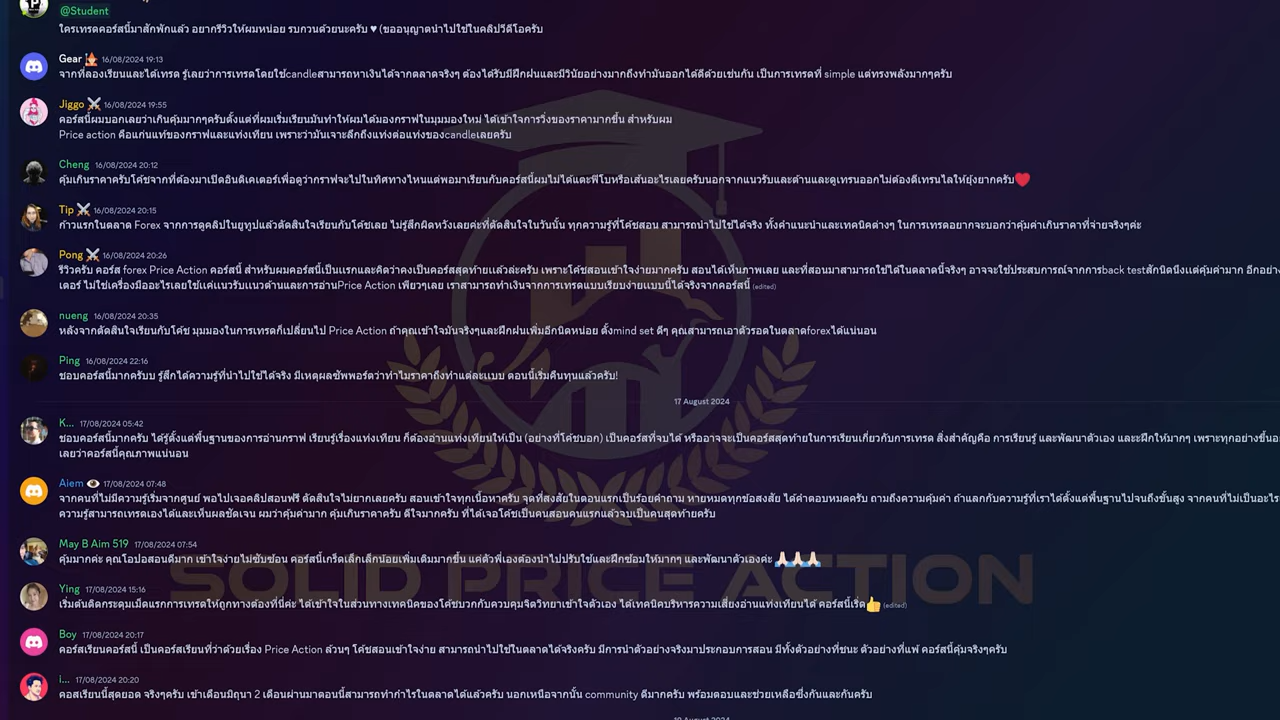 @Student
ใครเทรดคอร์สนี้มาสักพักแล้ว อยากรีวิวให้ผมหน่อย รบกวนด้วยนะครับ ♥ (ขออนุญาตนำไปใช้ในคลิปวีดีโอครับ
Gear 16/08/2024 19:13
จากที่ลองเรียนและได้เทรด รู้เลยว่าการเทรดโดยใช้candleสามารถหาเงินได้จากตลาดจริงๆ ต้องได้รับมีฝึกฝนและมีวินัยอย่างมากถึงทำมันออกได้ดีด้วยเช่นกัน เป็นการเทรดที่ simple แต่ทรงพลังมากๆครับ
Jiggo ⚔️ 16/08/2024 19:55
คอร์สนี้ผมบอกเลยว่าเกินคุ้มมากๆครับตั้งแต่ที่ผมเริ่มเรียนมันทำให้ผมได้มองกราฟในมุมมองใหม่ ได้เข้าใจการวิ่งของราคามากขึ้น สำหรับผม
Price action คือแก่นแท้ของกราฟและแท่งเทียน เพราะว่ามันเจาะลึกถึงแท่งต่อแท่งของcandleเลยครับ
Cheng 16/08/2024 20:12
คุ้มเกินราคาครับโค้ชจากที่ต้องมาเปิดอินดิเคเตอร์เพื่อดูว่ากราฟจะไปในทิศทางไหนแต่พอมาเรียนกับคอร์สนี้ผมไม่ได้แตะฟีโบหรือเส้นอะไรเลยครับนอกจากแนวรับและต้านและดูเทรนออกไม่ต้องตีเทรนไลให้ยุ่งยากครับ❤️
Tip ⚔️ 16/08/2024 20:15
ก้าวแรกในตลาด Forex จากการดูคลิปในยูทูปแล้วตัดสินใจเรียนกับโค้ชเลย ไม่รู้สึกผิดหวังเลยค่ะที่ตัดสินใจในวันนั้น ทุกความรู้ที่โค้ชสอน สามารถนำไปใช้ได้จริง ทั้งคำแนะนำและเทคนิคต่างๆ ในการเทรดอยากจะบอกว่าคุ้มค่าเกินราคาที่จ่ายจริงๆค่ะ
Pong ⚔️ 16/08/2024 20:26
รีวิวครับ คอร์ส forex Price Action คอร์สนี้ สำหรับผมคอร์สนี้เป็นแรกและคิดว่าคงเป็นคอร์สสุดท้ายแล้วล่ะครับ เพราะโค้ชสอนเข้าใจง่ายมากครับ สอนได้เห็นภาพเลย และที่สอนมาสามารถใช้ได้ในตลาดนี้จริงๆ อาจจะใช้ประสบการณ์จากการback testสักนิดนึงแต่คุ้มค่ามาก อีกอย่าง
เตอร์ ไม่ใช่เครื่องมืออะไรเลยใช้แค่แนวรับแนวต้านและการอ่านPrice Action เพียวๆเลย เราสามารถทำเงินจากการเทรดแบบเรียบง่ายแบบนี้ได้จริงจากคอร์สนี้ (edited)
nueng 16/08/2024 20:35
หลังจากตัดสินใจเรียนกับโค้ช มุมมองในการเทรดก็เปลี่ยนไป Price Action ถ้าคุณเข้าใจมันจริงๆและฝึกฝนเพิ่มอีกนิดหน่อย ตั้งmind set ดีๆ คุณสามารถเอาตัวรอดในตลาดforexได้แน่นอน
Ping 16/08/2024 22:16
ชอบคอร์สนี้มากครับบ รู้สึกได้ความรู้ที่นำไปใช้ได้จริง มีเหตุผลซัพพอร์ตว่าทำไมราคาถึงทำแต่ละแบบ ตอนนี้เริ่มคืนทุนแล้วครับ!
17 August 2024
K... 17/08/2024 05:42
ชอบคอร์สนี้มากครับ ได้รู้ตั้งแต่พื้นฐานของการอ่านกราฟ เรียนรู้เรื่องแท่งเทียน ก็ต้องอ่านแท่งเทียนให้เป็น (อย่างที่โค้ชบอก) เป็นคอร์สที่จบได้ หรืออาจจะเป็นคอร์สสุดท้ายในการเรียนเกี่ยวกับการเทรด สิ่งสำคัญคือ การเรียนรู้ และพัฒนาตัวเอง และฝึกให้มากๆ เพราะทุกอย่างขึ้นอ
เลยว่าคอร์สนี้คุณภาพแน่นอน
Aiem 👁️ 17/08/2024 07:48
จากคนที่ไม่มีความรู้เริ่มจากศูนย์ พอไปเจอคลิปสอนฟรี ตัดสินใจไม่ยากเลยครับ สอนเข้าใจทุกเนื้อหาครับ จุดที่สงสัยในตอนแรกเป็นร้อยคำถาม หายหมดทุกข้อสงสัย ได้คำตอบหมดครับ ถามถึงความคุ้มค่า ถ้าแลกกับความรู้ที่เราได้ตั้งแต่พื้นฐานไปจนถึงขั้นสูง จากคนที่ไม่เป็นอะไร
ความรู้สามารถเทรดเองได้และเห็นผลชัดเจน ผมว่าคุ้มค่ามาก คุ้มเกินราคาครับ ดีใจมากครับ ที่ได้เจอโค้ชเป็นคนสอนคนแรกแล้วจบเป็นคนสุดท้ายครับ
May B Aim 519 17/08/2024 07:54
คุ้มมากค่ะ คุณโอปอสอนดีมาก เข้าใจง่ายไม่ซับซ้อน คอร์สนี้เกร็ดเล็กเล็กน้อยเพิ่มเติมมากขึ้น แค่ตัวพี่เองต้องนำไปปรับใช้และฝึกซ้อมให้มากๆ และพัฒนาตัวเองค่ะ 🙏🏻🙏🏻🙏🏻
SOLID PRICE ACTION
Ying 17/08/2024 15:16
เริ่มต้นติดกระดุมเม็ดแรกการเทรดให้ถูกทางต้องที่นี่ค่ะ ได้เข้าใจในส่วนทางเทคนิคของโค้ชบวกกับควบคุมจิตวิทยาเข้าใจตัวเอง ได้เทคนิคบริหารความเสี่ยงอ่านแท่งเทียนได้ คอร์สนี้เริ่ด👍 (edited)
Boy 17/08/2024 20:17
คอร์สเรียนคอร์สนี้ เป็นคอร์สเรียนที่ว่าด้วยเรื่อง Price Action ล้วนๆ โค้ชสอนเข้าใจง่าย สามารถนำไปใช้ในตลาดได้จริงครับ มีการนำตัวอย่างจริงมาประกอบการสอน มีทั้งตัวอย่างที่ชนะ ตัวอย่างที่แพ้ คอร์สนี้คุ้มจริงๆครับ
i... 17/08/2024 20:20
คอสเรียนนี้สุดยอด จริงๆครับ เข้าเดือนมิถุนา 2 เดือนผ่านมาตอนนี้สามารถทำกำไรในตลาดได้แล้วครับ นอกเหนือจากนั้น community ดีมากครับ พร้อมตอบและช่วยเหลือซึ่งกันและกันครับ